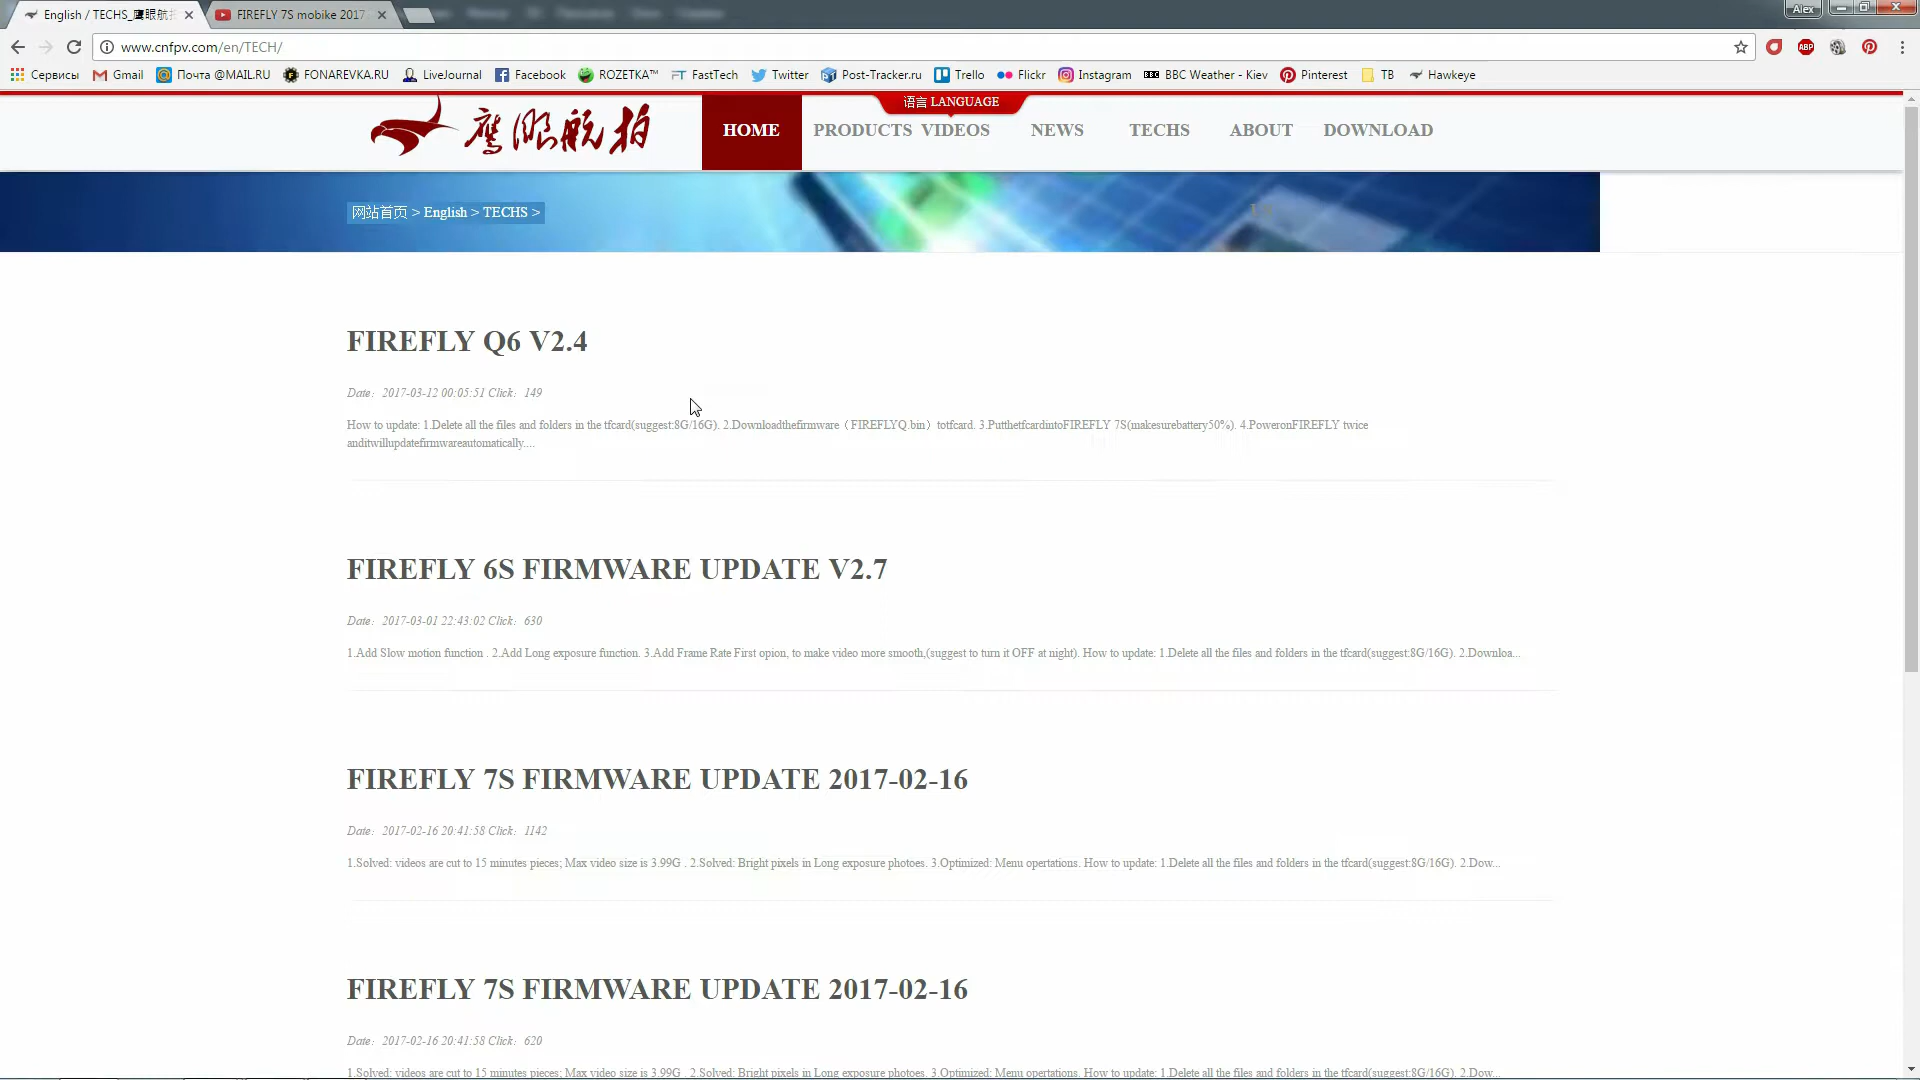 English / TECHS_鹰眼航拍
FIREFLY 7S mobike 2017
Alex
www.cnfpv.com/en/TECH/
Сервисы Gmail Почта @MAIL.RU FONAREVKA.RU LiveJournal Facebook ROZETKA™ FastTech Twitter Post-Tracker.ru Trello Flickr Instagram BBC Weather - Kiev Pinterest ТВ Hawkeye
语言 LANGUAGE
鹰眼航拍
HOME PRODUCTS VIDEOS NEWS TECHS ABOUT DOWNLOAD
网站首页 > English > TECHS >
FIREFLY Q6 V2.4
Date：2017-03-12 00:05:51 Click：149
How to update: 1.Delete all the files and folders in the tfcard(suggest:8G/16G). 2.Downloadthefirmware（FIREFLYQ.bin）totfcard. 3.PutthetfcardintoFIREFLY 7S(makesurebattery50%). 4.PoweronFIREFLY twice
anditwillupdatefirmwareautomatically....
FIREFLY 6S FIRMWARE UPDATE V2.7
Date：2017-03-01 22:43:02 Click：630
1.Add Slow motion function . 2.Add Long exposure function. 3.Add Frame Rate First opion, to make video more smooth,(suggest to turn it OFF at night). How to update: 1.Delete all the files and folders in the tfcard(suggest:8G/16G). 2.Downloa...
FIREFLY 7S FIRMWARE UPDATE 2017-02-16
Date：2017-02-16 20:41:58 Click：1142
1.Solved: videos are cut to 15 minutes pieces; Max video size is 3.99G . 2.Solved: Bright pixels in Long exposure photoes. 3.Optimized: Menu opertations. How to update: 1.Delete all the files and folders in the tfcard(suggest:8G/16G). 2.Dow...
FIREFLY 7S FIRMWARE UPDATE 2017-02-16
Date：2017-02-16 20:41:58 Click：620
1.Solved: videos are cut to 15 minutes pieces; Max video size is 3.99G . 2.Solved: Bright pixels in Long exposure photoes. 3.Optimized: Menu opertations. How to update: 1.Delete all the files and folders in the tfcard(suggest:8G/16G). 2.Dow...